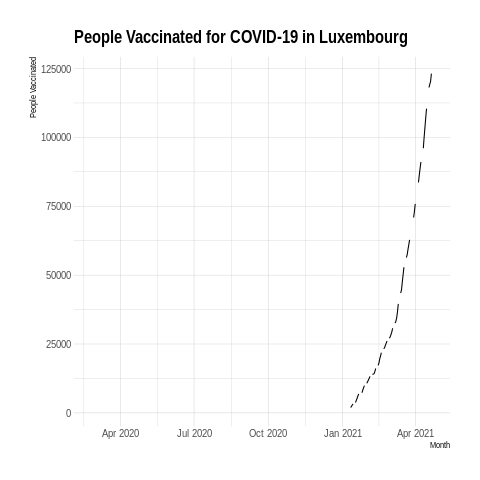 People Vaccinated for COVID-19 in Luxembourg
People Vaccinated
125000
100000
75000
50000
25000
0
Apr 2020 Jul 2020 Oct 2020 Jan 2021 Apr 2021
Month